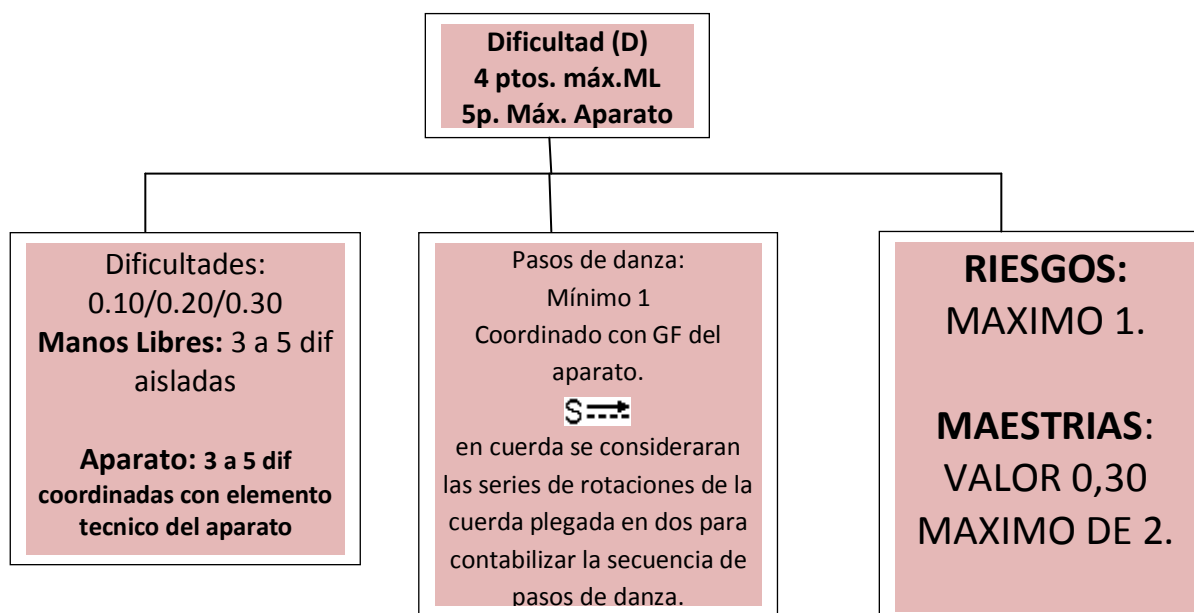 Dificultad (D)
4 ptos. máx.ML
5p. Máx. Aparato
Dificultades:
0.10/0.20/0.30
Manos Libres: 3 a 5 dif
aisladas
Aparato: 3 a 5 dif
coordinadas con elemento
tecnico del aparato
Pasos de danza:
Mínimo 1
Coordinado con GF del
aparato.
S
en cuerda se consideraran
las series de rotaciones de la
cuerda plegada en dos para
contabilizar la secuencia de
pasos de danza.
RIESGOS:
MAXIMO 1.
MAESTRIAS:
VALOR 0,30
MAXIMO DE 2.